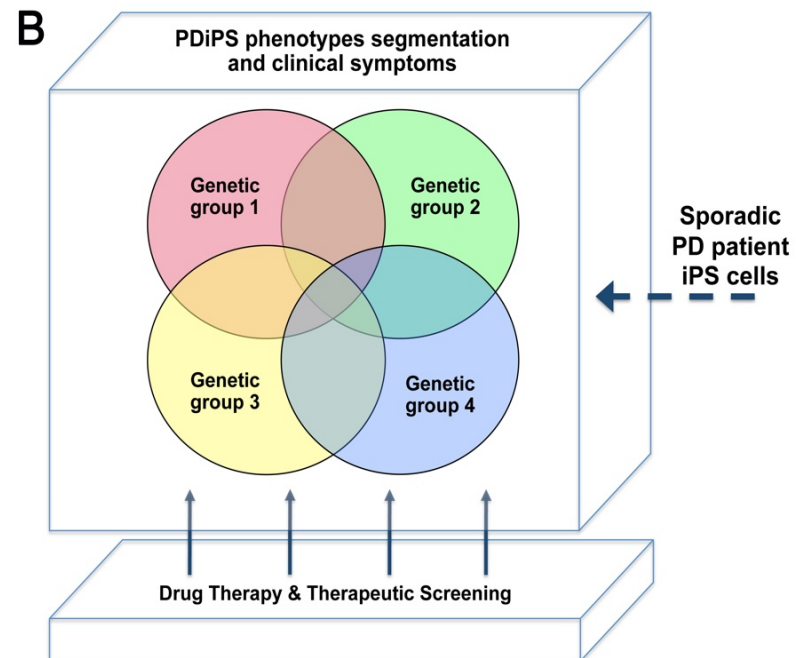 B
PDiPS phenotypes segmentation
and clinical symptoms
Genetic
group 1
Genetic
group 2
Sporadic
PD patient
iPS cells
Genetic
group 3
Genetic
group 4
Drug Therapy & Therapeutic Screening